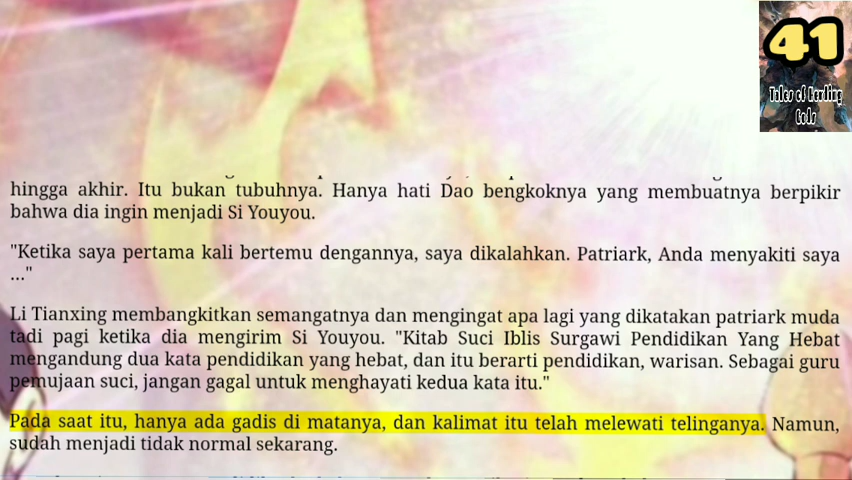 41
Tales of Herding
Gods
hingga akhir. Itu bukan tubuhnya. Hanya hati Dao bengkoknya yang membuatnya berpikir
bahwa dia ingin menjadi Si Youyou.
"Ketika saya pertama kali bertemu dengannya, saya dikalahkan. Patriark, Anda menyakiti saya
..."
Li Tianxing membangkitkan semangatnya dan mengingat apa lagi yang dikatakan patriark muda
tadi pagi ketika dia mengirim Si Youyou. "Kitab Suci Iblis Surgawi Pendidikan Yang Hebat
mengandung dua kata pendidikan yang hebat, dan itu berarti pendidikan, warisan. Sebagai guru
pemujaan suci, jangan gagal untuk menghayati kedua kata itu."
Pada saat itu, hanya ada gadis di matanya, dan kalimat itu telah melewati telinganya. Namun,
sudah menjadi tidak normal sekarang.